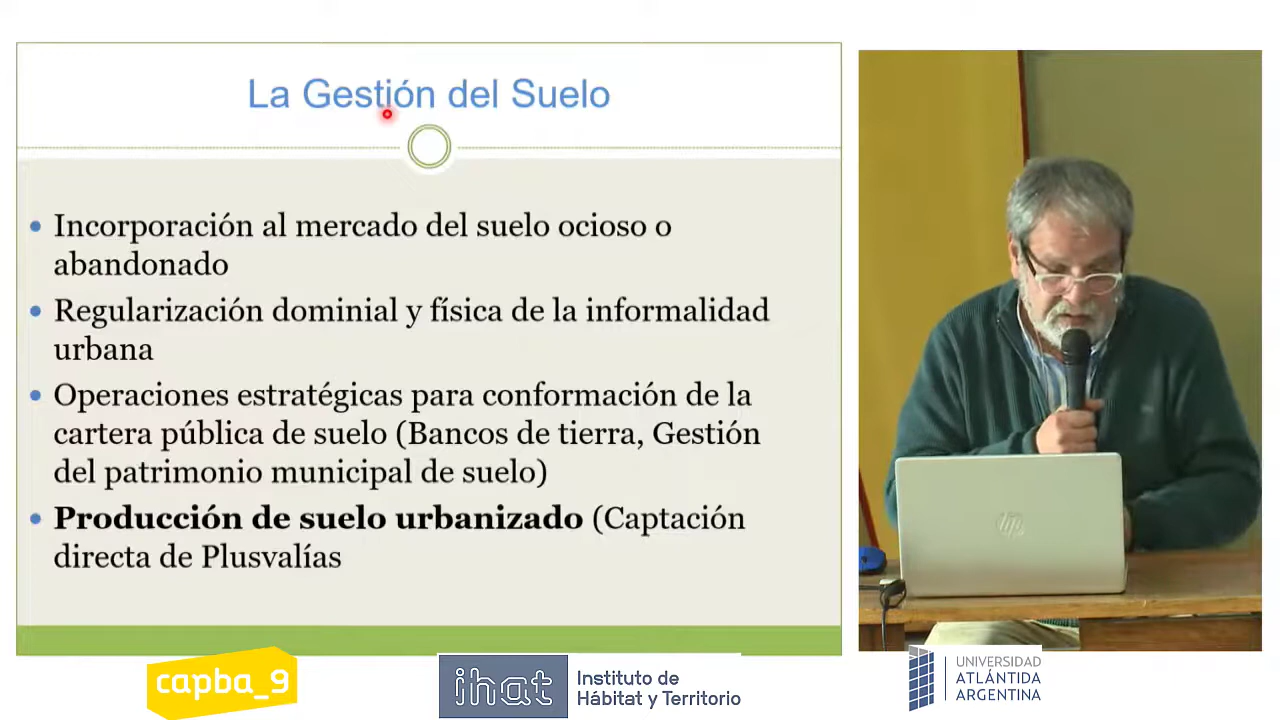 La Gestión del Suelo
Incorporación al mercado del suelo ocioso o
abandonado
Regularización dominial y física de la informalidad
urbana
Operaciones estratégicas para conformación de la
cartera pública de suelo (Bancos de tierra, Gestión
del patrimonio municipal de suelo)
Producción de suelo urbanizado (Captación
directa de Plusvalías
hp
capba_9
ihat
Instituto de
Hábitat y Territorio
UNIVERSIDAD
ATLÁNTIDA
ARGENTINA